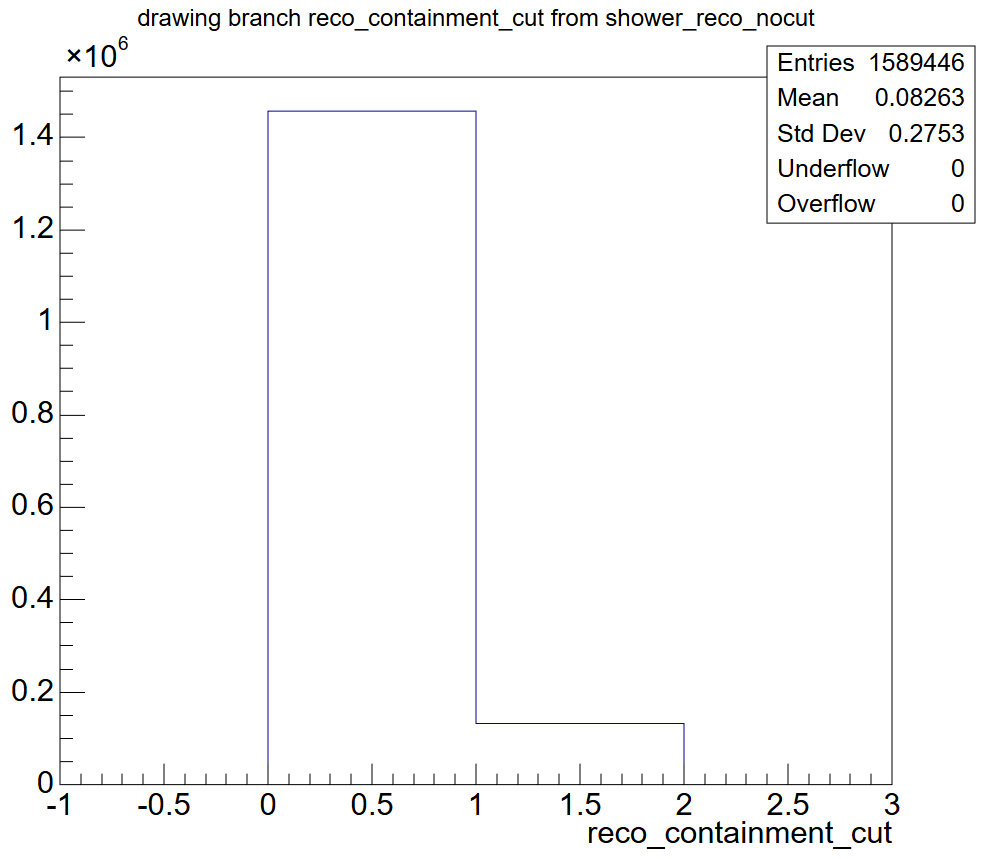 drawing branch reco_containment_cut from shower_reco_nocut
×10⁶
Entries 1589446
Mean 0.08263
Std Dev 0.2753
Underflow 0
Overflow 0
1.4
1.2
1
0.8
0.6
0.4
0.2
0
-1 -0.5 0 0.5 1 1.5 2 2.5 3
reco_containment_cut